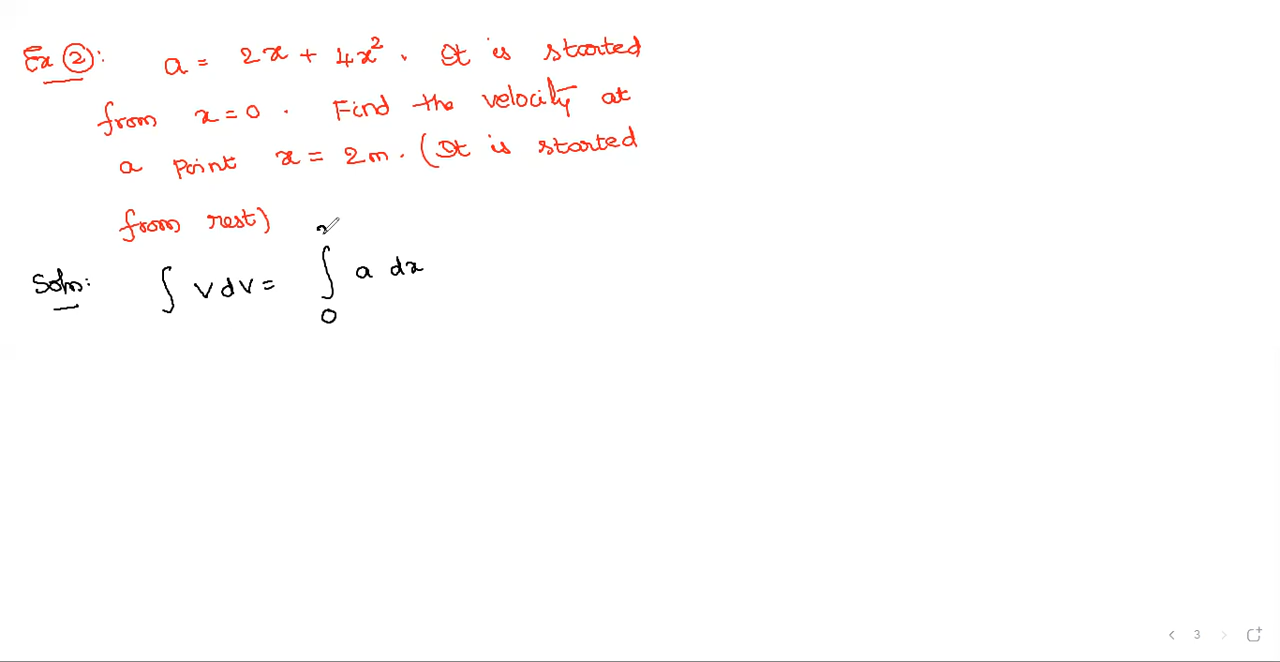 Ex ②: a = 2x + 4x². It is started
from x = 0. Find the velocity at
a point x = 2m. (It is started
from rest)
Soln: ∫ V dV = ∫₀ a dx
3